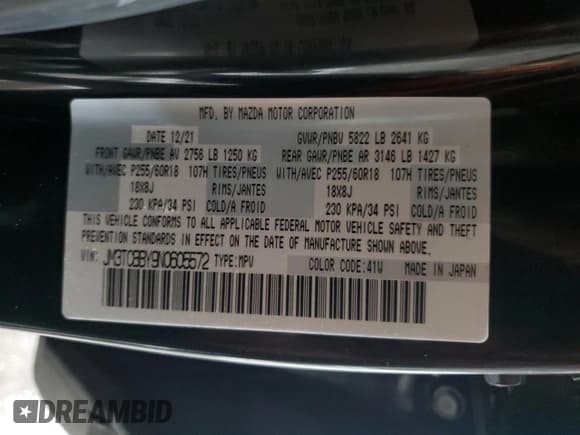 MFD. BY MAZDA MOTOR CORPORATION
DATE 12/21 GVWR/PNBV 5822 LB 2641 KG
FRONT GAWR/PNBE AV 2756 LB 1250 KG REAR GAWR/PNBE AR 3146 LB 1427 KG
WITH/AVEC P255/60R18 107H TIRES/PNEUS WITH/AVEC P255/60R18 107H TIRES/PNEUS
18X8J RIMS/JANTES 18X8J RIMS/JANTES
230 KPA/34 PSI COLD/A FROID 230 KPA/34 PSI COLD/A FROID
THIS VEHICLE CONFORMS TO ALL APPLICABLE FEDERAL MOTOR VEHICLE SAFETY AND THEFT
PREVENTION STANDARDS IN EFFECT ON THE DATE OF MANUFACTURE SHOWN ABOVE.
VIN: JM3TCBBY9N0605572 TYPE:MPV COLOR CODE:41W MADE IN JAPAN
DREAMBID